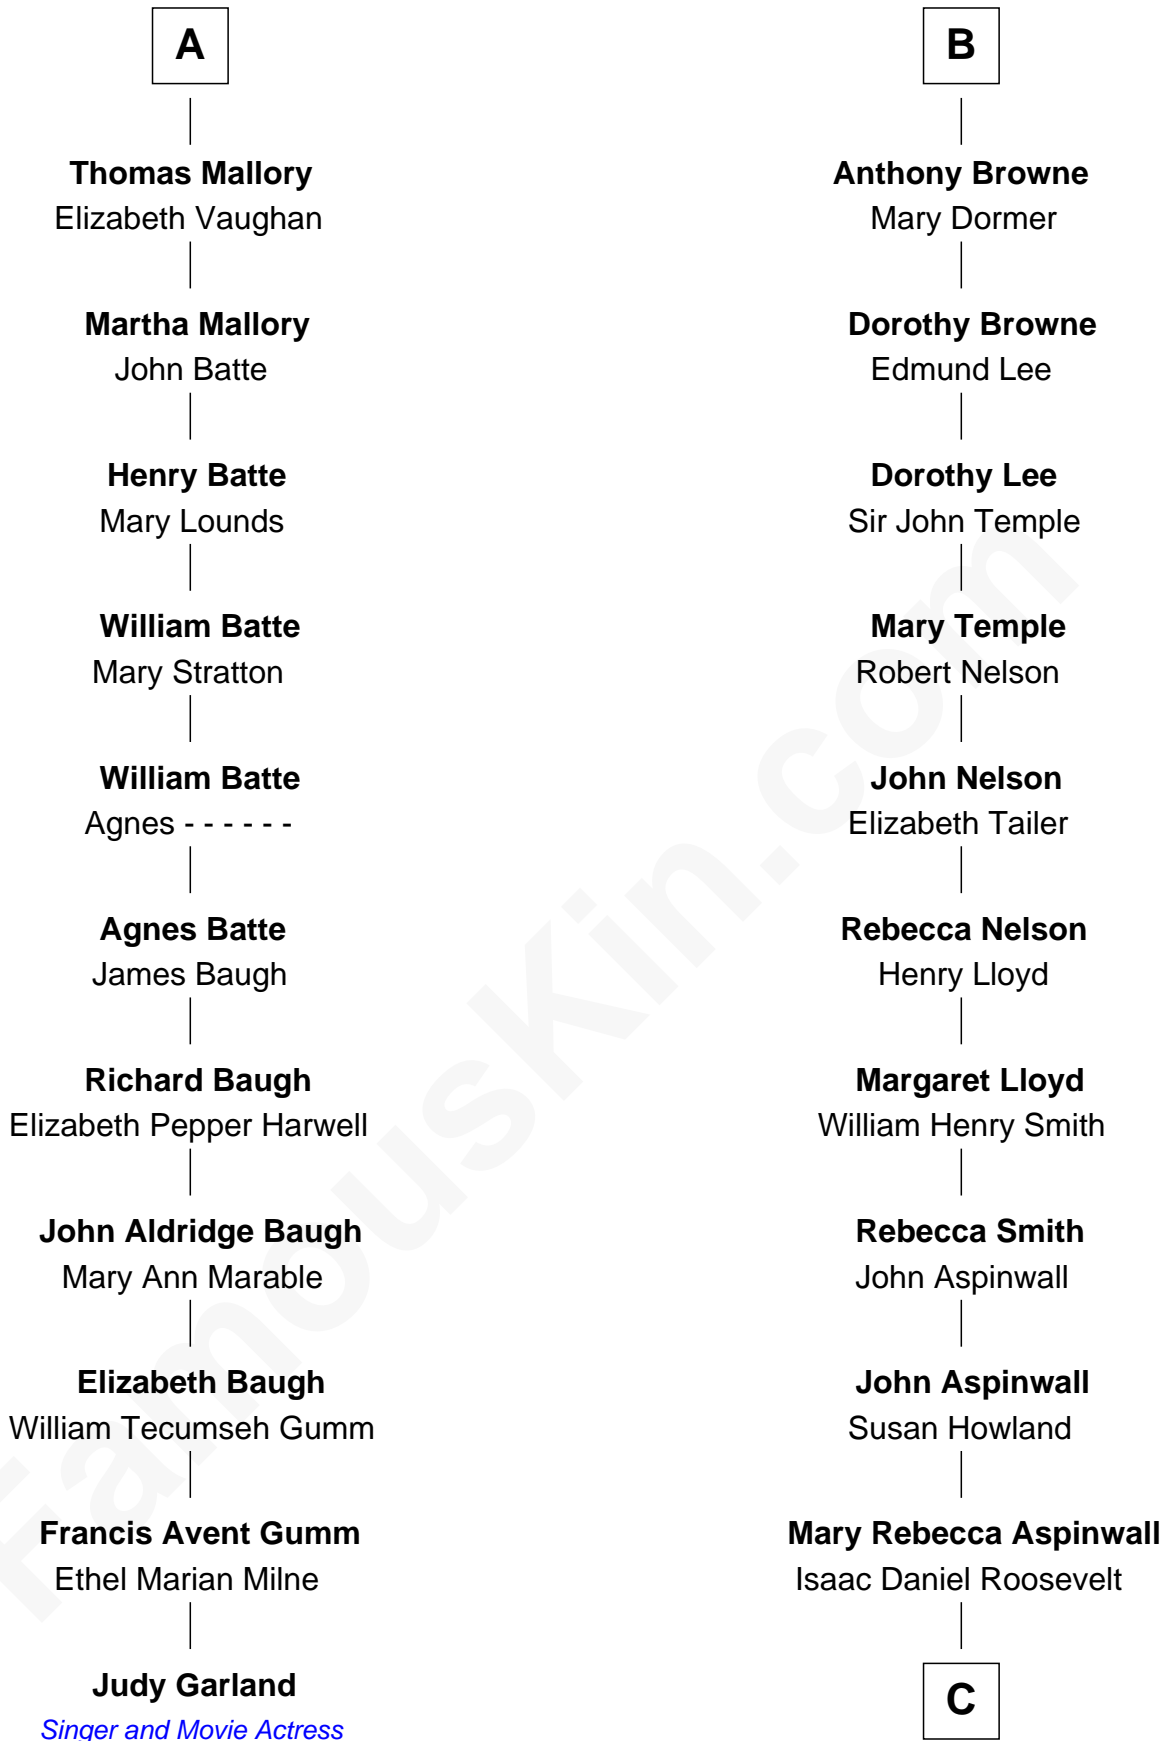 A
Thomas Mallory
Elizabeth Vaughan
Martha Mallory
John Batte
Henry Batte
Mary Lounds
William Batte
Mary Stratton
William Batte
Agnes - - - - - -
Agnes Batte
James Baugh
Richard Baugh
Elizabeth Pepper Harwell
John Aldridge Baugh
Mary Ann Marable
Elizabeth Baugh
William Tecumseh Gumm
Francis Avent Gumm
Ethel Marian Milne
Judy Garland
Singer and Movie Actress
B
Anthony Browne
Mary Dormer
Dorothy Browne
Edmund Lee
Dorothy Lee
Sir John Temple
Mary Temple
Robert Nelson
John Nelson
Elizabeth Tailer
Rebecca Nelson
Henry Lloyd
Margaret Lloyd
William Henry Smith
Rebecca Smith
John Aspinwall
John Aspinwall
Susan Howland
Mary Rebecca Aspinwall
Isaac Daniel Roosevelt
C
FamousKin.com